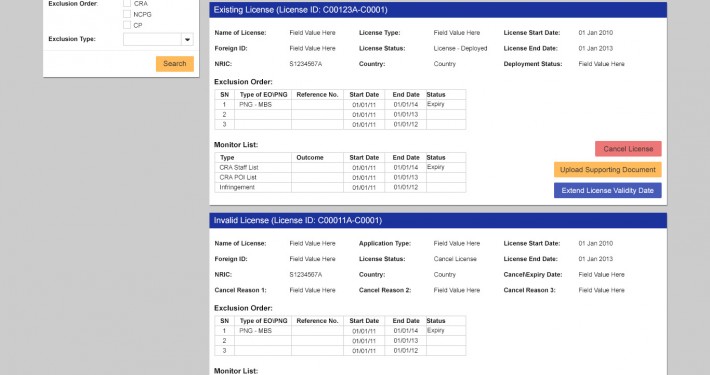 Exclusion Order:
CRA
NCPG
CP
Exclusion Type:
Search
Existing License (License ID: C00123A-C0001)
Name of License: Field Value Here License Type: Field Value Here License Start Date: 01 Jan 2010
Foreign ID: Field Value Here License Status: License - Deployed License End Date: 01 Jan 2013
NRIC: S1234567A Country: Country Deployment Status: Field Value Here
Exclusion Order:
SN Type of EO\PNG Reference No. Start Date End Date Status
1 PNG - MBS 01/01/11 01/01/14 Expiry
2 01/01/11 01/01/13
3 01/01/11 01/01/12
Monitor List:
Type Outcome Start Date End Date Status
CRA Staff List 01/01/11 01/01/14 Expiry
CRA POI List 01/01/11 01/01/13
Infringement 01/01/11 01/01/12
Cancel License
Upload Supporting Document
Extend License Validity Date
Invalid License (License ID: C00011A-C0001)
Name of License: Field Value Here Application Type: Field Value Here License Start Date: 01 Jan 2010
Foreign ID: Field Value Here License Status: Cancel License License End Date: 01 Jan 2013
NRIC: S1234567A Country: Country Cancel\Expiry Date: Field Value Here
Cancel Reason 1: Field Value Here Cancel Reason 2: Field Value Here Cancel Reason 3: Field Value Here
Exclusion Order:
SN Type of EO\PNG Reference No. Start Date End Date Status
1 PNG - MBS 01/01/11 01/01/14 Expiry
2 01/01/11 01/01/13
3 01/01/11 01/01/12
Monitor List: